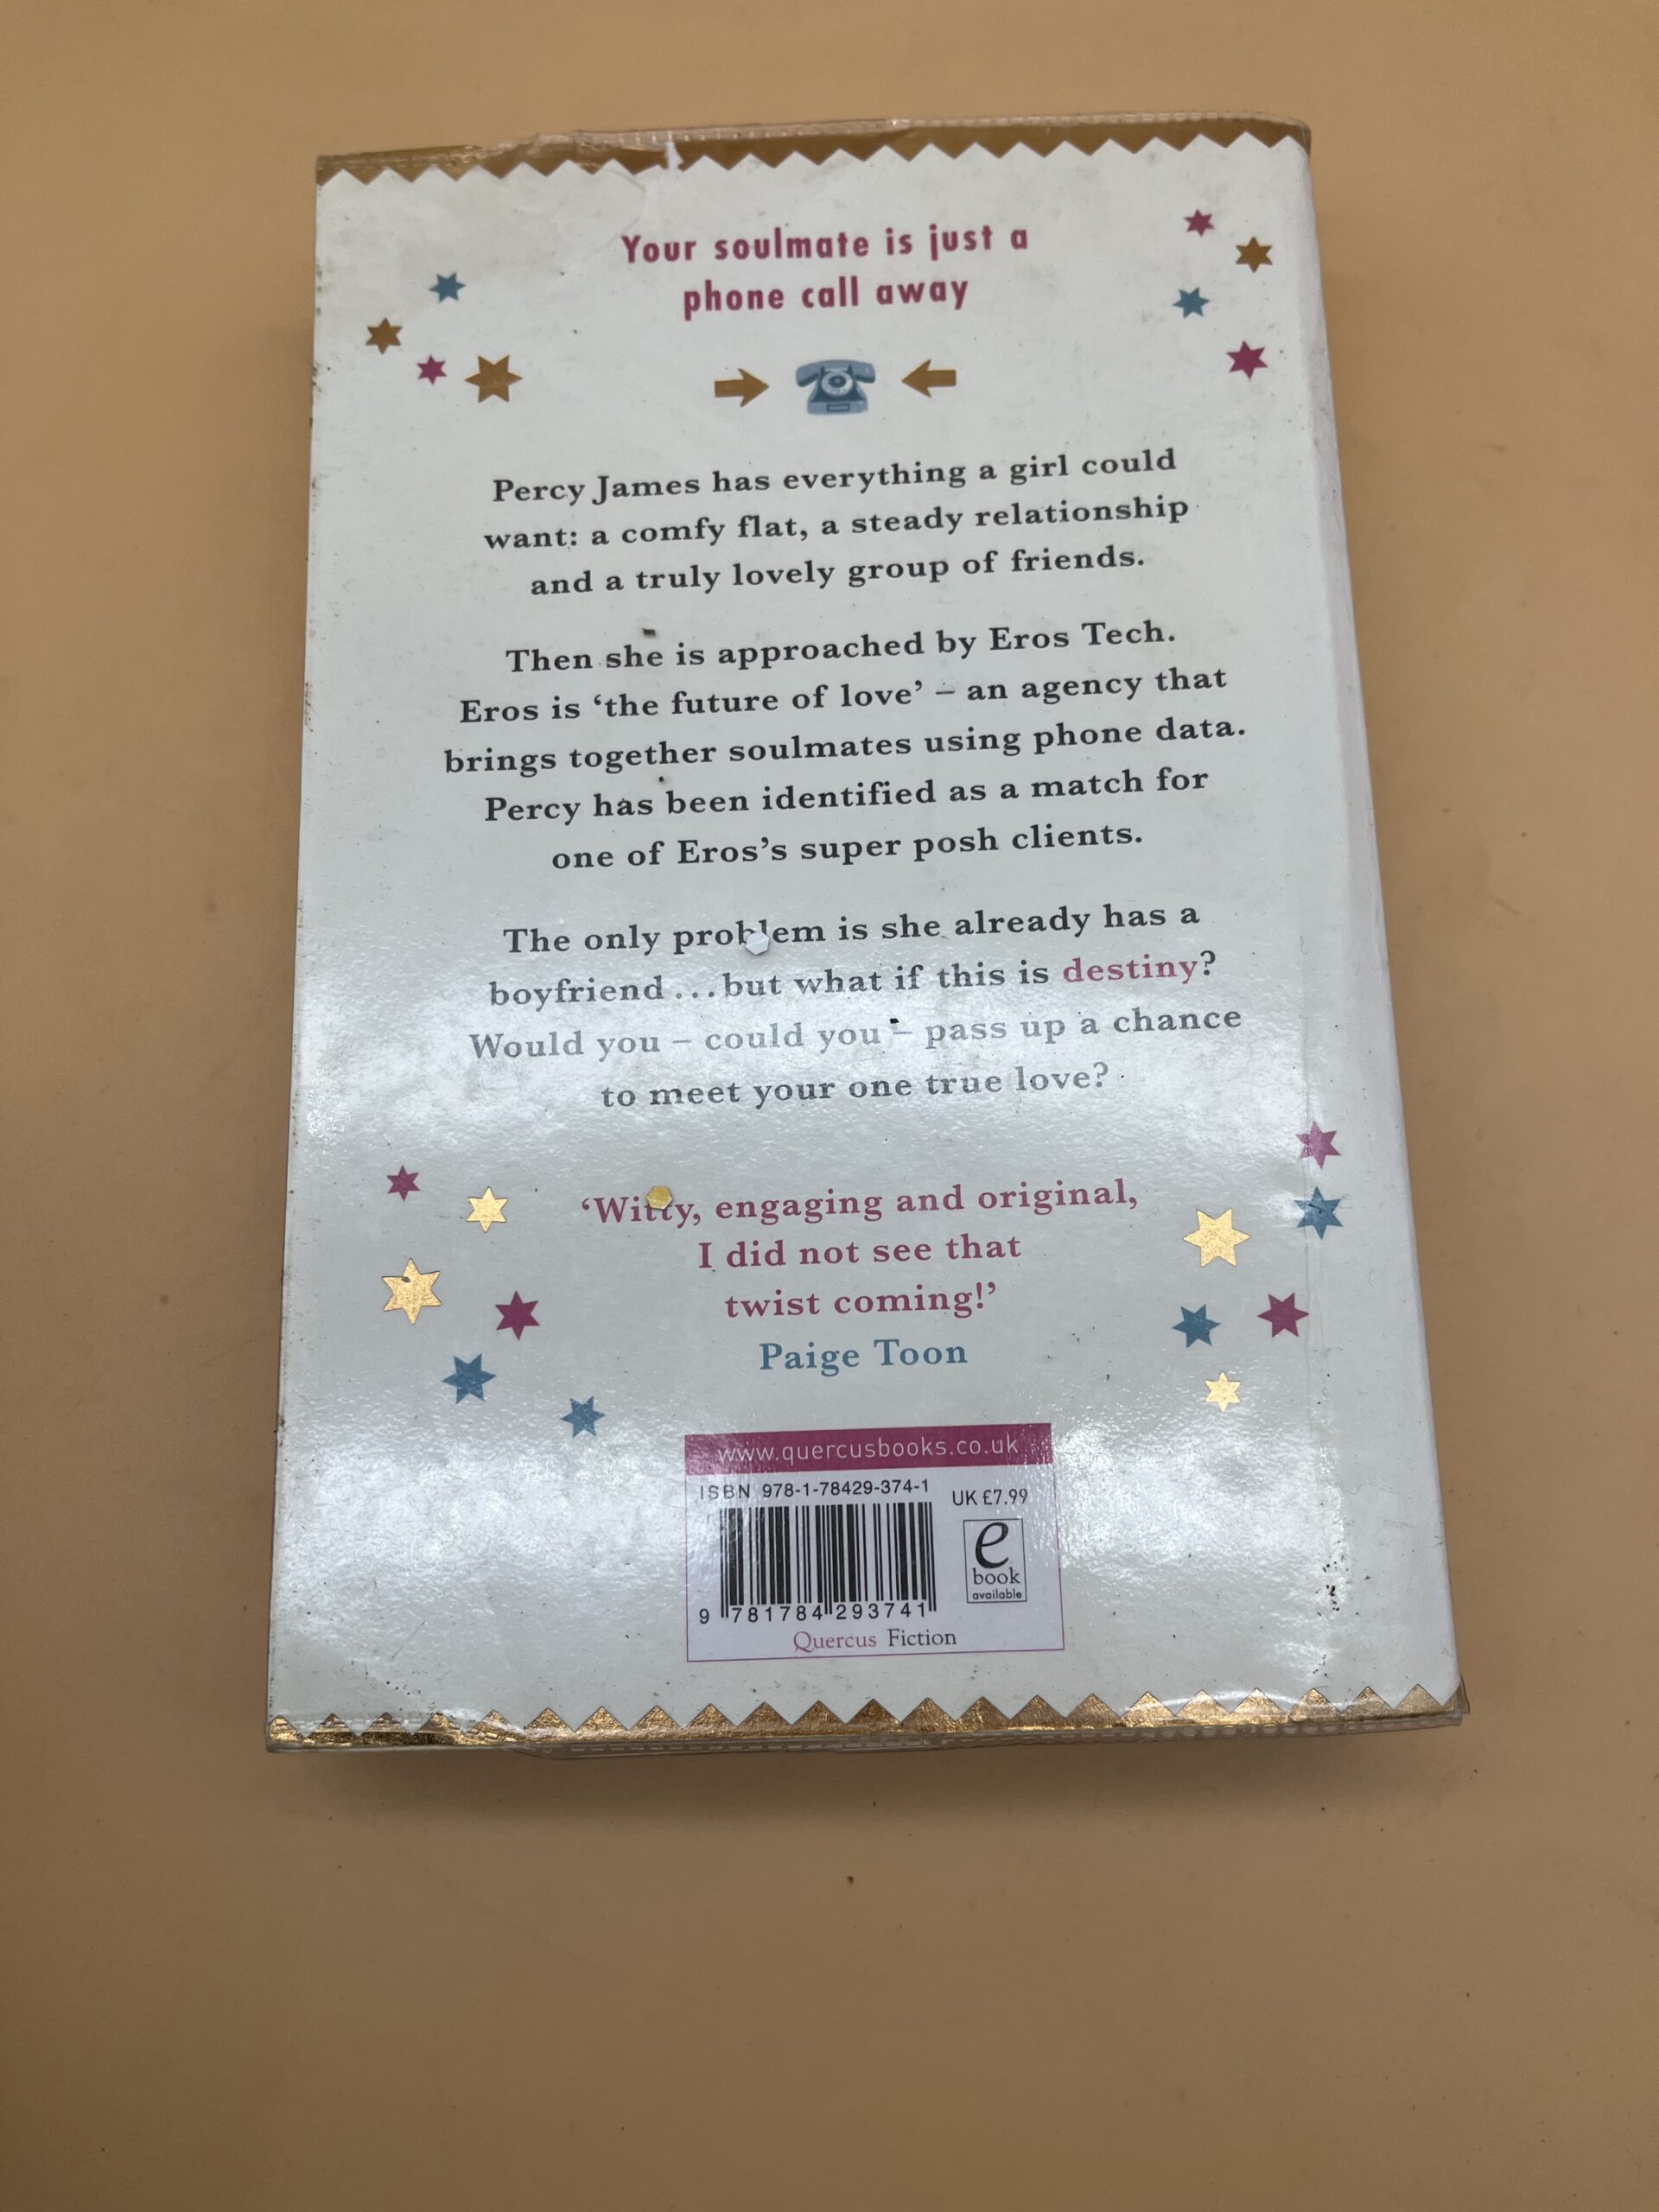 Your soulmate is just a
phone call away
Percy James has everything a girl could
want: a comfy flat, a steady relationship
and a truly lovely group of friends.
Then she is approached by Eros Tech.
Eros is ‘the future of love’ – an agency that
brings together soulmates using phone data.
Percy has been identified as a match for
one of Eros’s super posh clients.
The only problem is she already has a
boyfriend...but what if this is destiny?
Would you – could you – pass up a chance
to meet your one true love?
‘Witty, engaging and original,
I did not see that
twist coming!’
Paige Toon
www.quercusbooks.co.uk
ISBN 978-1-78429-374-1
UK £7.99
e
book
available
9 781784 293741
Quercus Fiction